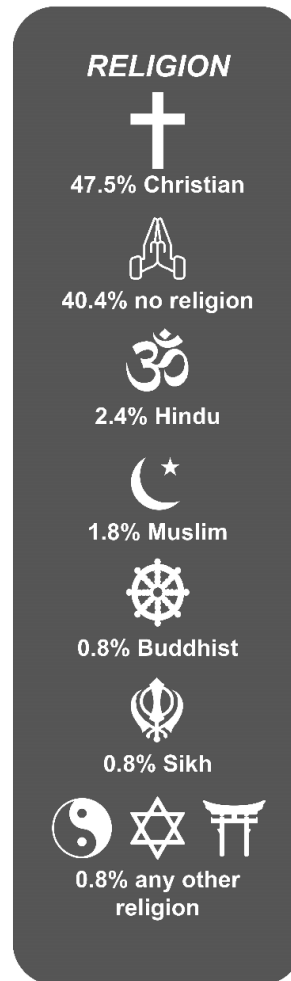 RELIGION
47.5% Christian
40.4% no religion
2.4% Hindu
1.8% Muslim
0.8% Buddhist
0.8% Sikh
0.8% any other
religion